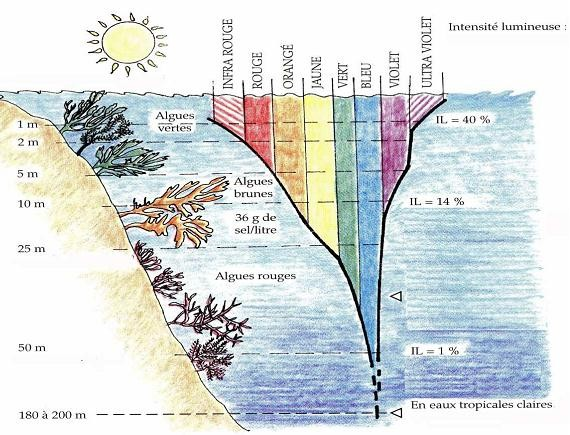 Intensité lumineuse :
INFRA ROUGE
ROUGE
ORANGÉ
JAUNE
VERT
BLEU
VIOLET
ULTRA VIOLET
1 m
Algues
vertes
IL = 40 %
2 m
5 m
Algues
brunes
10 m
IL = 14 %
36 g de
sel/litre
25 m
Algues rouges
50 m
IL = 1 %
180 à 200 m
En eaux tropicales claires